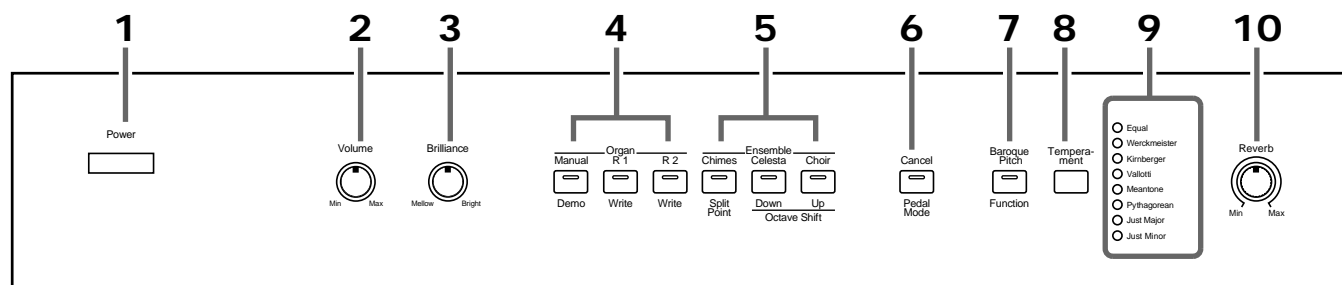 1 2 3 4 5 6 7 8 9 10
Power
Volume
Min Max
Brilliance
Mellow Bright
Organ
Manual R 1 R 2
Demo Write Write
Ensemble
Chimes Celesta Choir
Split
Point
Down Up
Octave Shift
Cancel
Pedal
Mode
Baroque
Pitch
Function
Tempera-
ment
Equal
Werckmeister
Kirnberger
Vallotti
Meantone
Pythagorean
Just Major
Just Minor
Reverb
Min Max